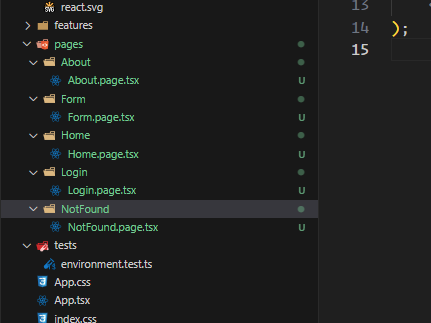 react.svg
features
pages
About
About.page.tsx U
Form
Form.page.tsx U
Home
Home.page.tsx U
Login
Login.page.tsx U
NotFound
NotFound.page.tsx U
tests
environment.test.ts
App.css
App.tsx
index.css
13
14 );
15